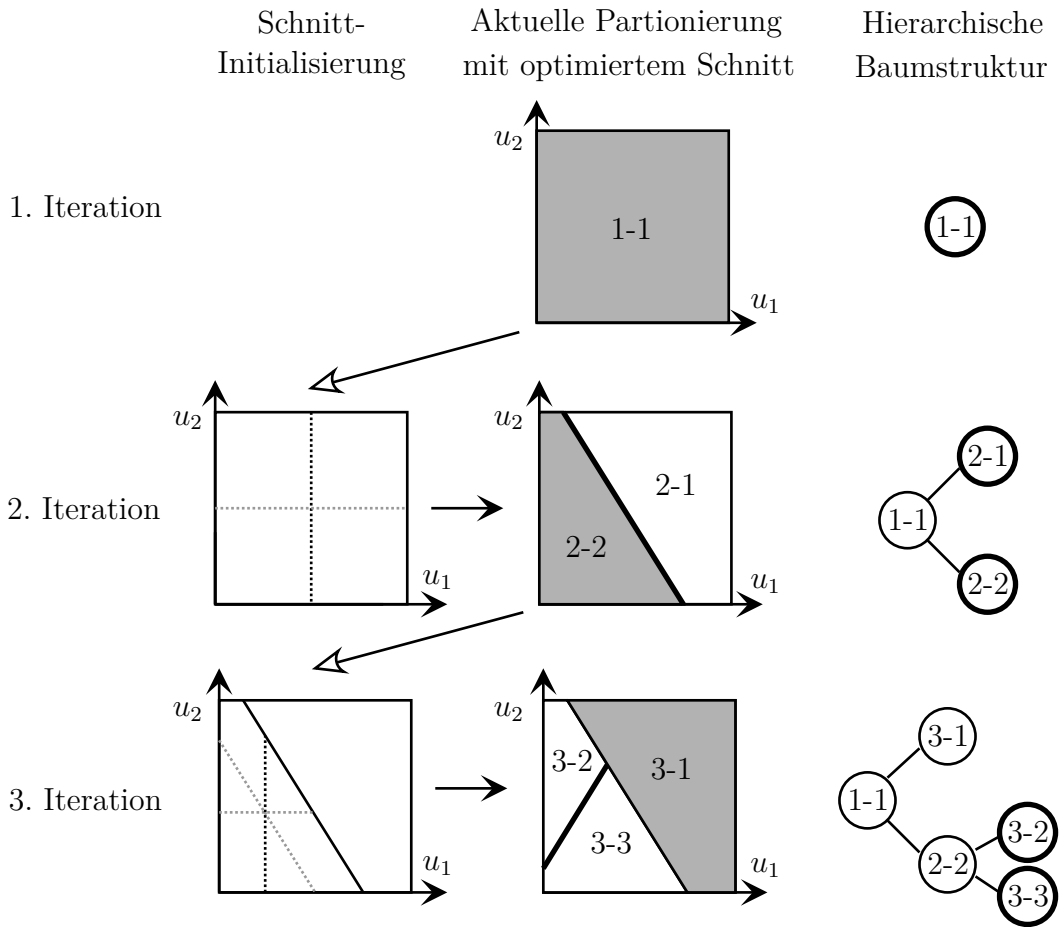 Schnitt-
Initialisierung
Aktuelle Partionierung
mit optimiertem Schnitt
Hierarchische
Baumstruktur
1. Iteration
u2
1-1
u1
1-1
2. Iteration
u2
u1
u2
2-1
2-2
u1
2-1
1-1
2-2
3. Iteration
u2
u1
u2
3-2
3-1
3-3
u1
3-1
1-1
3-2
2-2
3-3